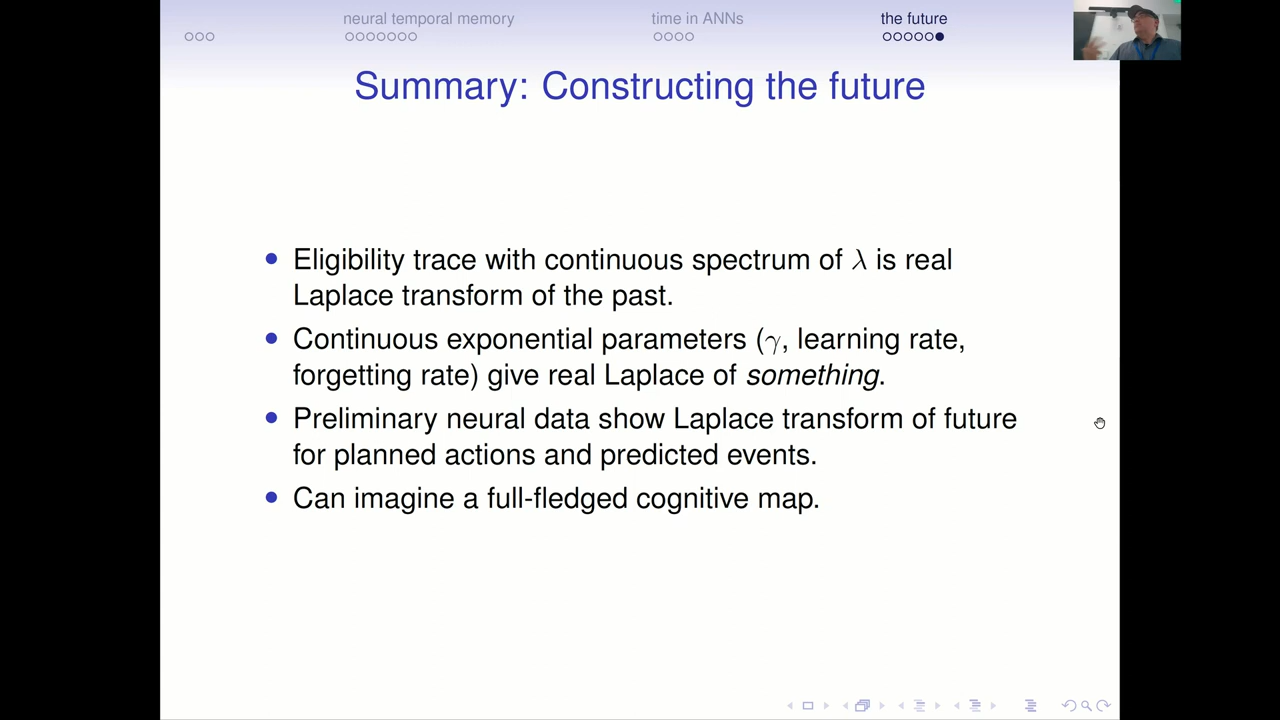 neural temporal memory
time in ANNs
the future
Summary: Constructing the future
Eligibility trace with continuous spectrum of λ is real
Laplace transform of the past.
Continuous exponential parameters (γ, learning rate,
forgetting rate) give real Laplace of something.
Preliminary neural data show Laplace transform of future
for planned actions and predicted events.
Can imagine a full-fledged cognitive map.